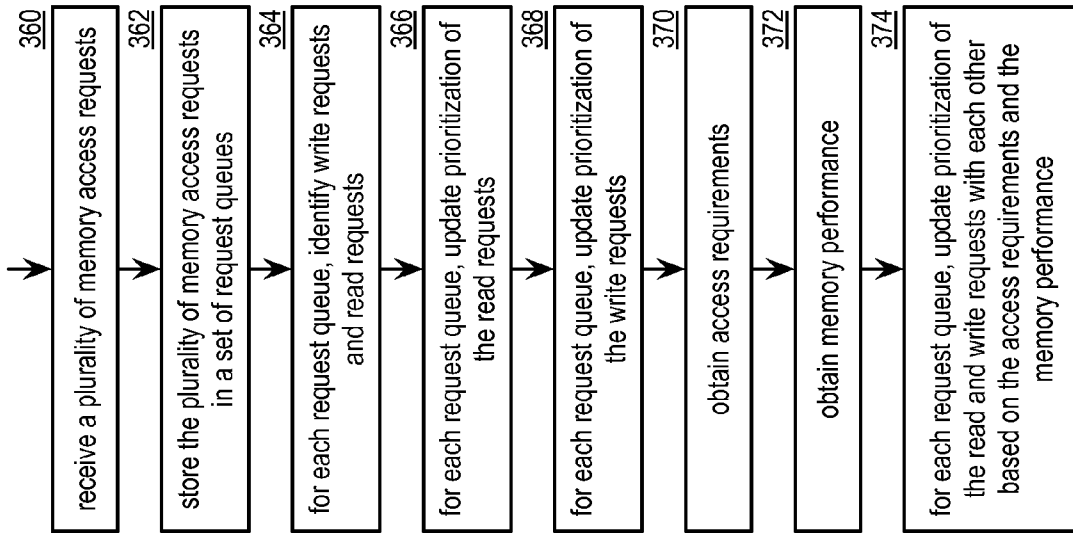 360
receive a plurality of memory access requests
362
store the plurality of memory access requests
in a set of request queues
364
for each request queue, identify write requests
and read requests
366
for each request queue, update prioritization of
the read requests
368
for each request queue, update prioritization of
the write requests
370
obtain access requirements
372
obtain memory performance
374
for each request queue, update prioritization of
the read and write requests with each other
based on the access requirements and the
memory performance